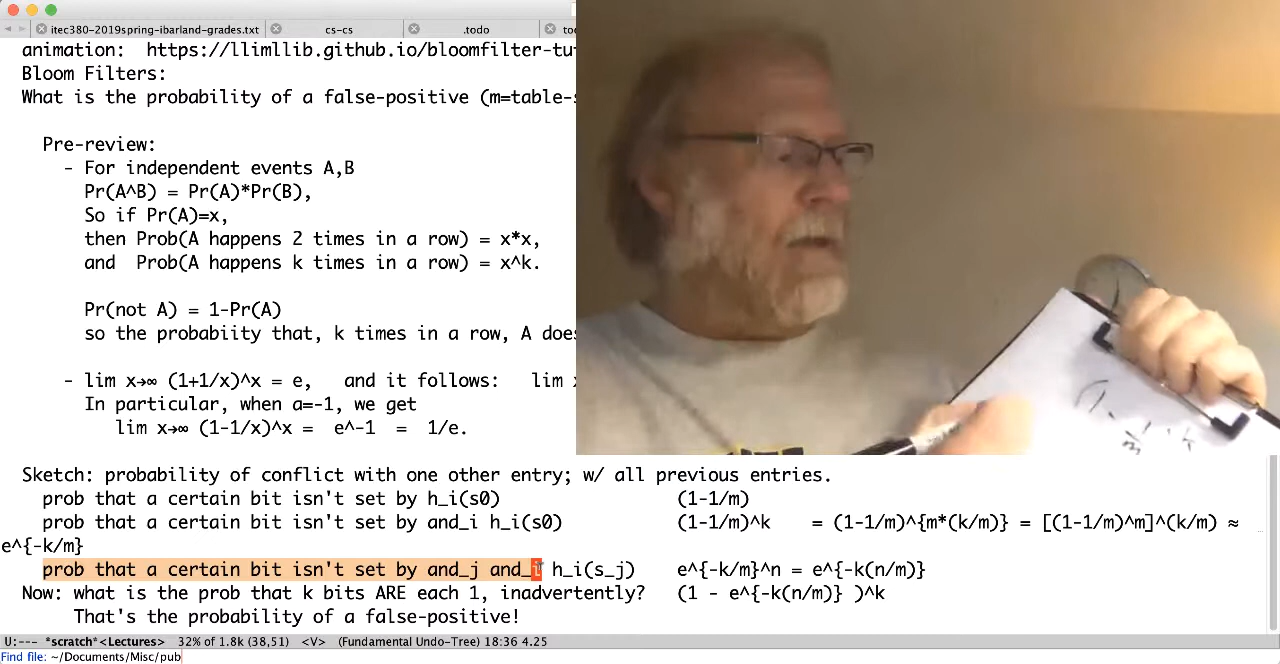 itec380-2019spring-ibarland-grades.txt cs-cs .todo
animation: https://llimllib.github.io/bloomfilter-tu
Bloom Filters:
What is the probability of a false-positive (m=table-s
Pre-review:
- For independent events A,B
Pr(A^B) = Pr(A)*Pr(B),
So if Pr(A)=x,
then Prob(A happens 2 times in a row) = x*x,
and Prob(A happens k times in a row) = x^k.
Pr(not A) = 1-Pr(A)
so the probabiity that, k times in a row, A doe
- lim x→∞ (1+1/x)^x = e, and it follows: lim
In particular, when a=-1, we get
lim x→∞ (1-1/x)^x = e^-1 = 1/e.
Sketch: probability of conflict with one other entry; w/ all previous entries.
prob that a certain bit isn't set by h_i(s0) (1-1/m)
prob that a certain bit isn't set by and_i h_i(s0) (1-1/m)^k = (1-1/m)^{m*(k/m)} = [(1-1/m)^m]^(k/m) ≈
e^{-k/m}
prob that a certain bit isn't set by and_j and_i h_i(s_j) e^{-k/m}^n = e^{-k(n/m)}
Now: what is the prob that k bits ARE each 1, inadvertently? (1 - e^{-k(n/m)} )^k
That's the probability of a false-positive!
U:--- *scratch*<Lectures> 32% of 1.8k (38,51) <V> (Fundamental Undo-Tree) 18:36 4.25
Find file: ~/Documents/Misc/pub